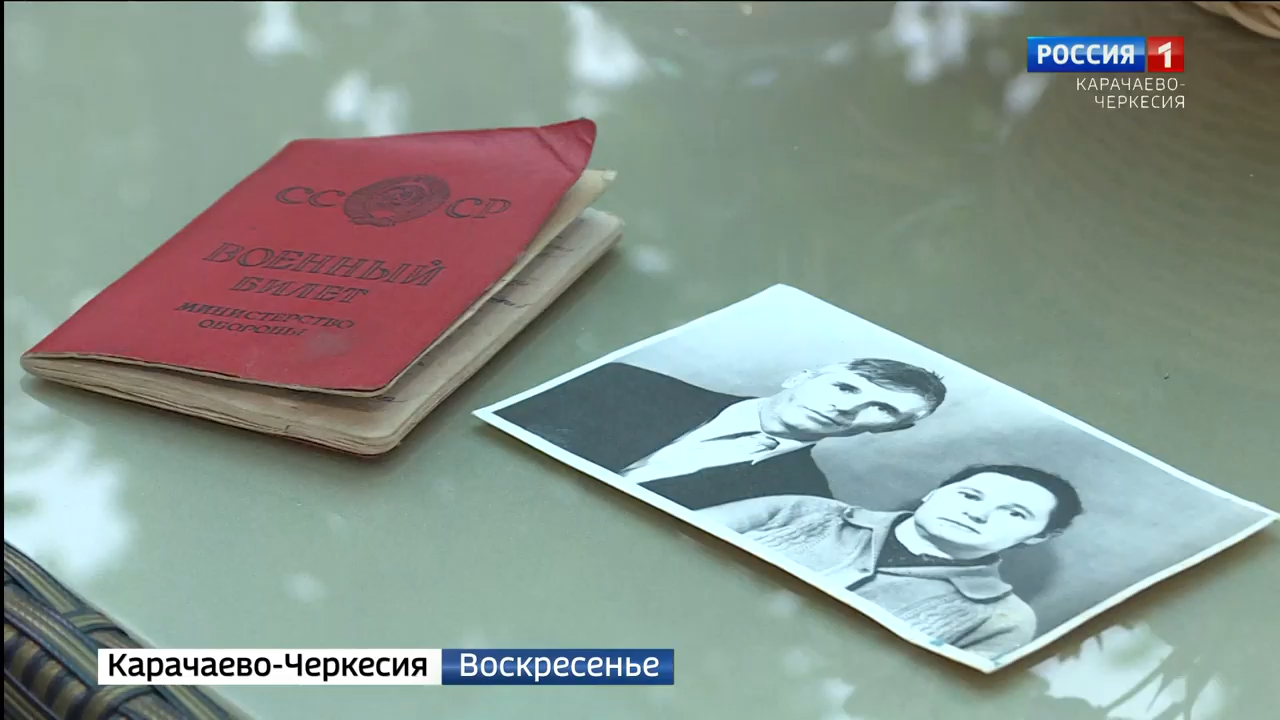 РОССИЯ 1
КАРАЧАЕВО-
ЧЕРКЕСИЯ
СССР
ВОЕННЫЙ
БИЛЕТ
МИНИСТЕРСТВО
ОБОРОНЫ
Карачаево-Черкесия Воскресенье